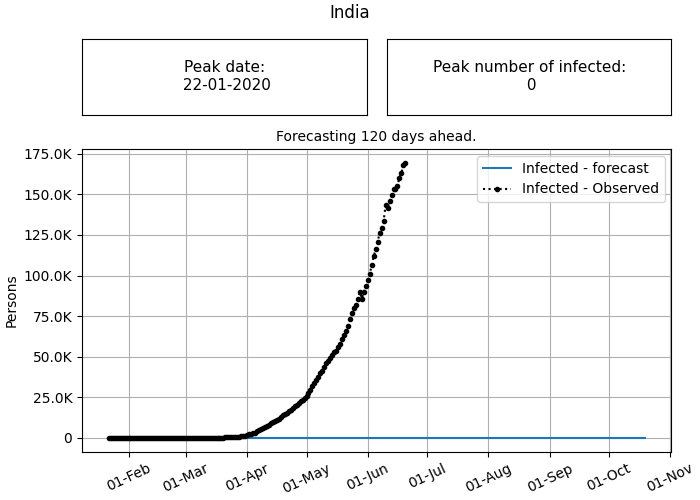 India
Peak date:
22-01-2020
Peak number of infected:
0
Forecasting 120 days ahead.
175.0K
150.0K
125.0K
100.0K
75.0K
50.0K
25.0K
0
Persons
Infected - forecast
Infected - Observed
01-Feb
01-Mar
01-Apr
01-May
01-Jun
01-Jul
01-Aug
01-Sep
01-Oct
01-Nov